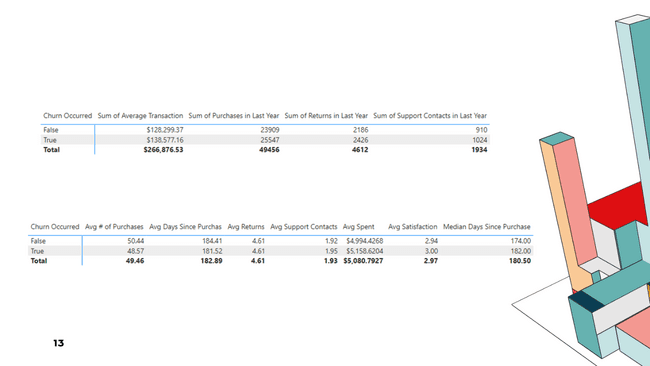 Churn Occurred Sum of Average Transaction Sum of Purchases in Last Year Sum of Returns in Last Year Sum of Support Contacts in Last Year
False $128,299.37 23909 2186 910
True $138,577.16 25547 2426 1024
Total $266,876.53 49456 4612 1934
Churn Occurred Avg # of Purchases Avg Days Since Purchas Avg Returns Avg Support Contacts Avg Spent Avg Satisfaction Median Days Since Purchase
False 50.44 184.41 4.61 1.92 $4,994.4268 2.94 174.00
True 48.57 181.52 4.61 1.95 $5,158.6204 3.00 182.00
Total 49.46 182.89 4.61 1.93 $5,080.7927 2.97 180.50
13